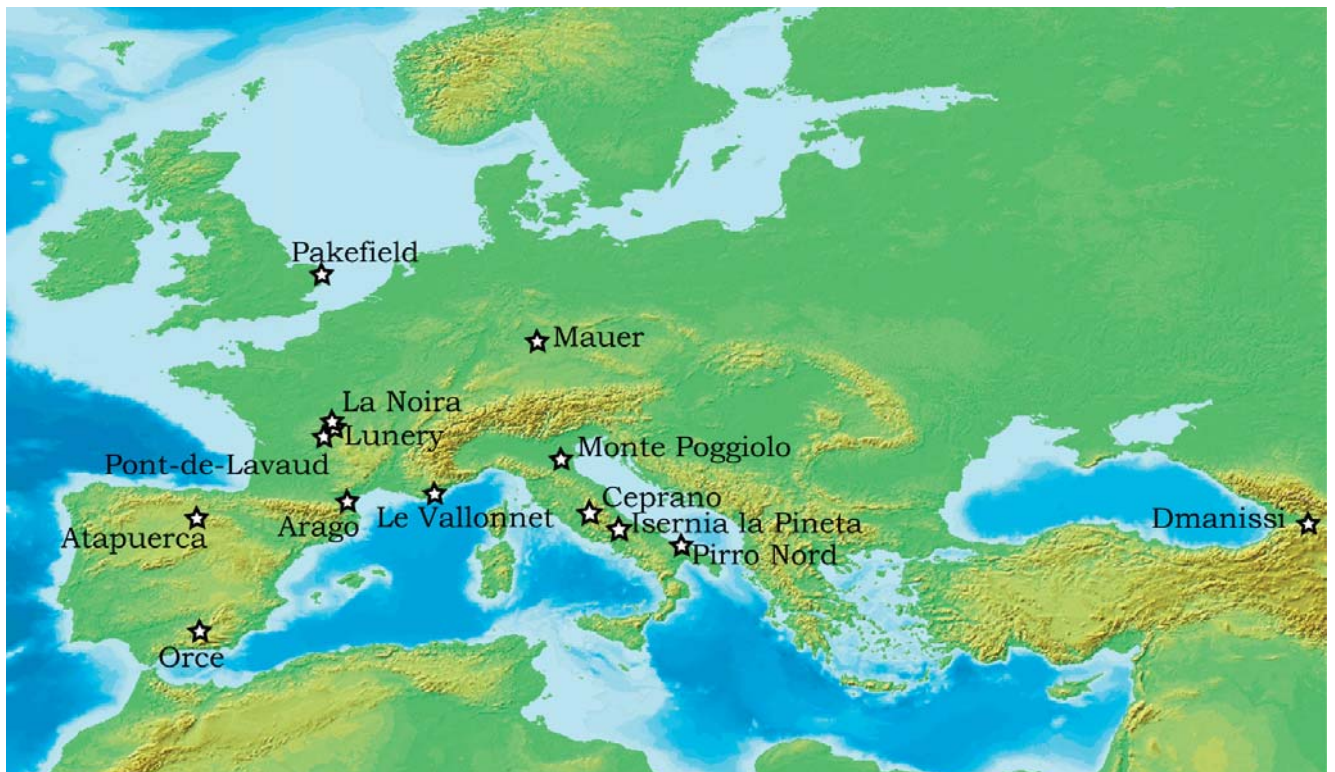 Pakefield
Mauer
La Noira
Lunery
Pont-de-Lavaud
Monte Poggiolo
Arago
Le Vallonnet
Ceprano
Isernia la Pineta
Pirro Nord
Atapuerca
Dmanissi
Orce